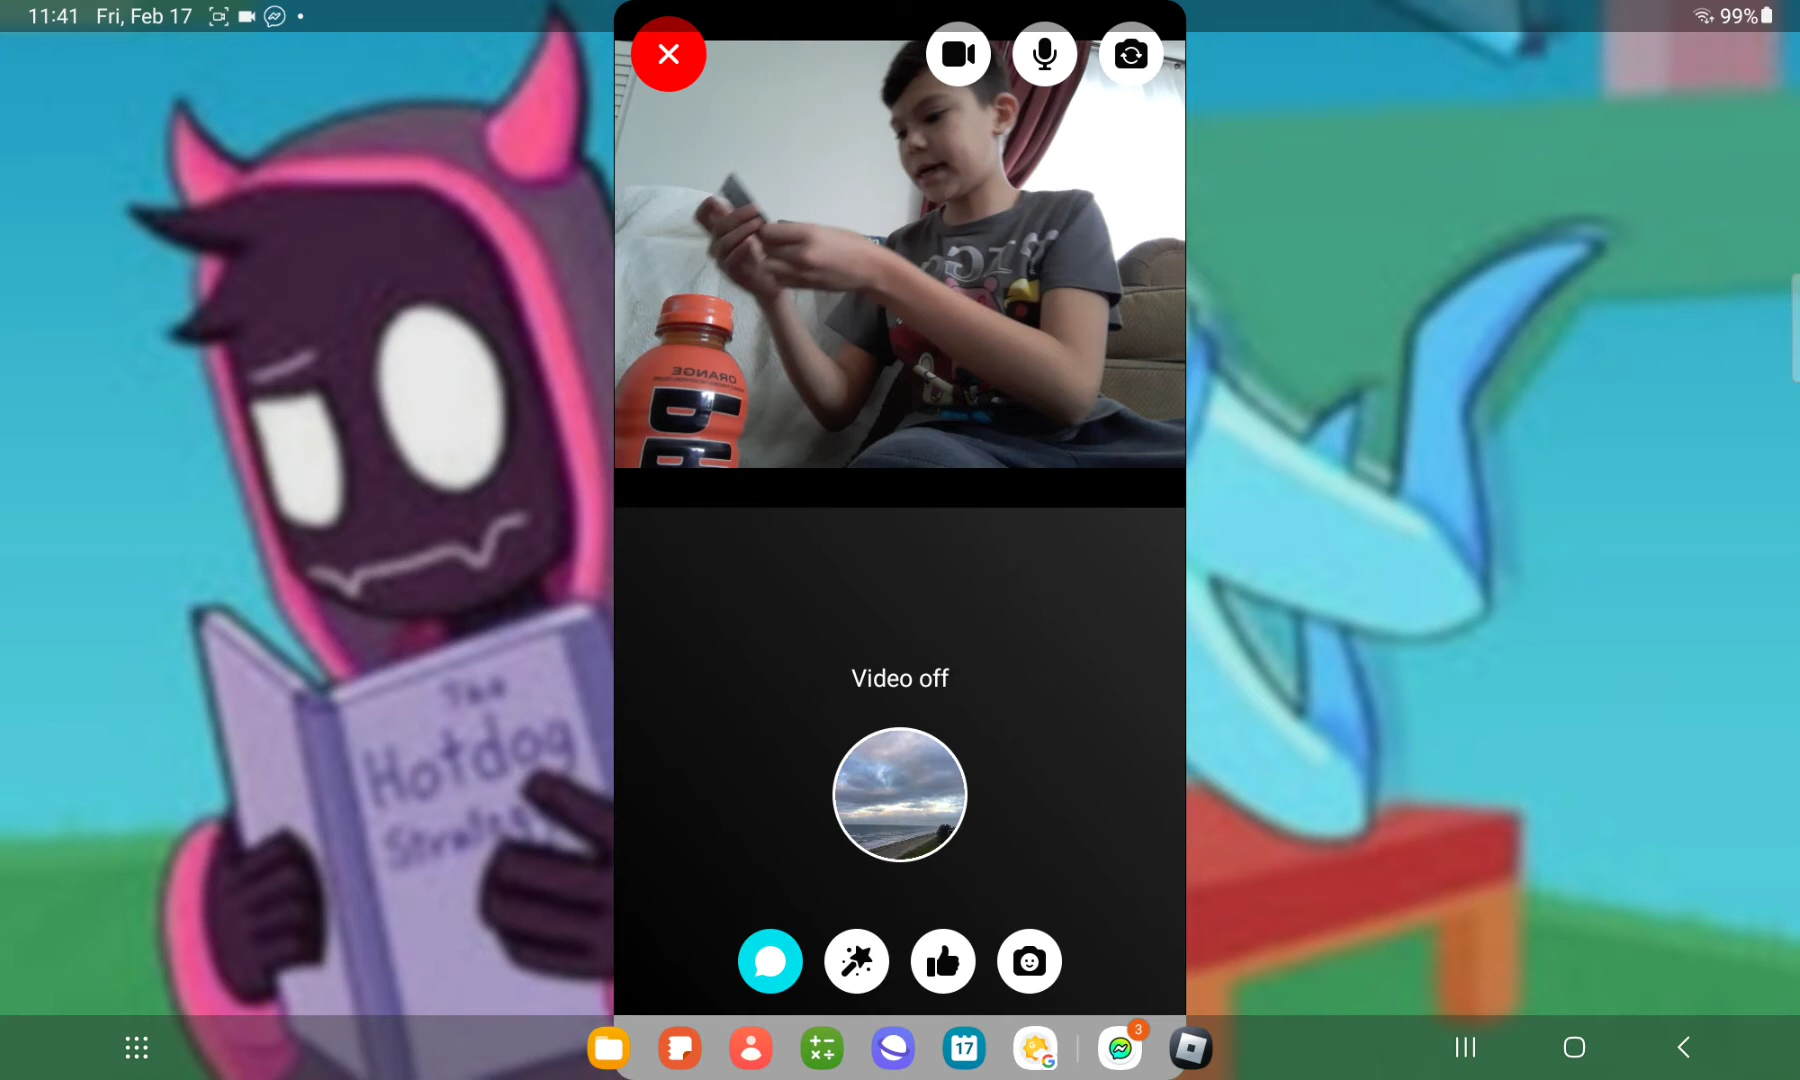 11:41 Fri, Feb 17
99%
ORANGE
Video off
The
Hotdog
17
3